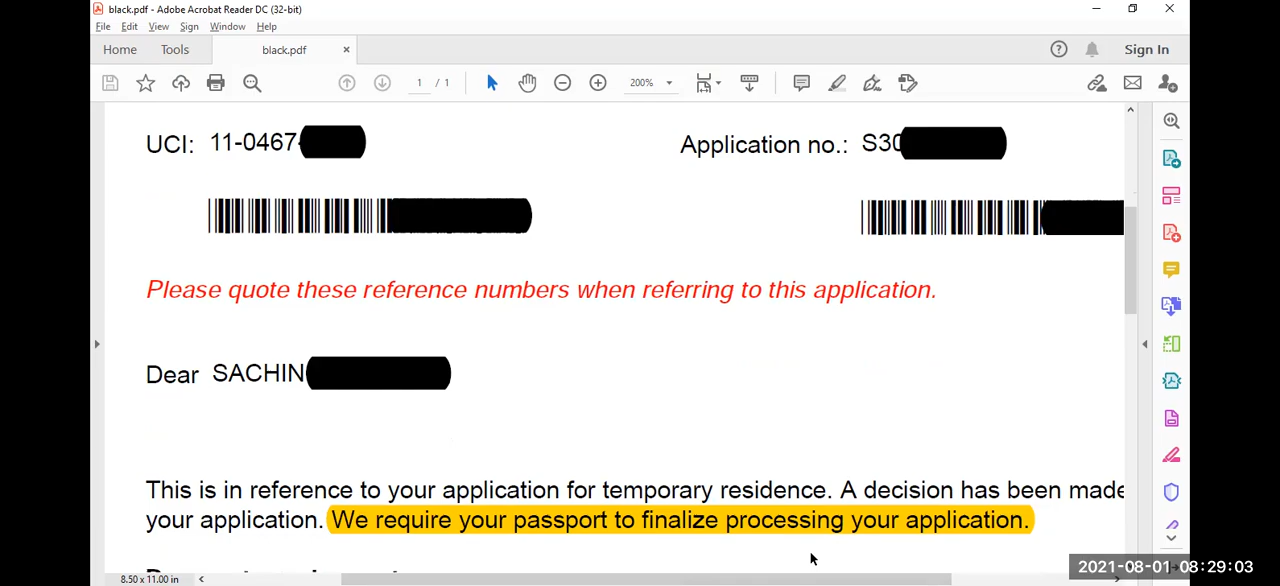 black.pdf - Adobe Acrobat Reader DC (32-bit)
File Edit View Sign Window Help
Home Tools black.pdf × Sign In
1 / 1 200%
UCI: 11-0467- Application no.: S30
Please quote these reference numbers when referring to this application.
Dear SACHIN
This is in reference to your application for temporary residence. A decision has been made
your application. We require your passport to finalize processing your application.
8.50 x 11.00 in
2021-08-01 08:29:03